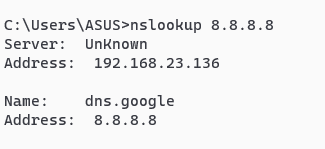 C:\Users\ASUS>nslookup 8.8.8.8
Server:  UnKnown
Address:  192.168.23.136

Name:    dns.google
Address:  8.8.8.8